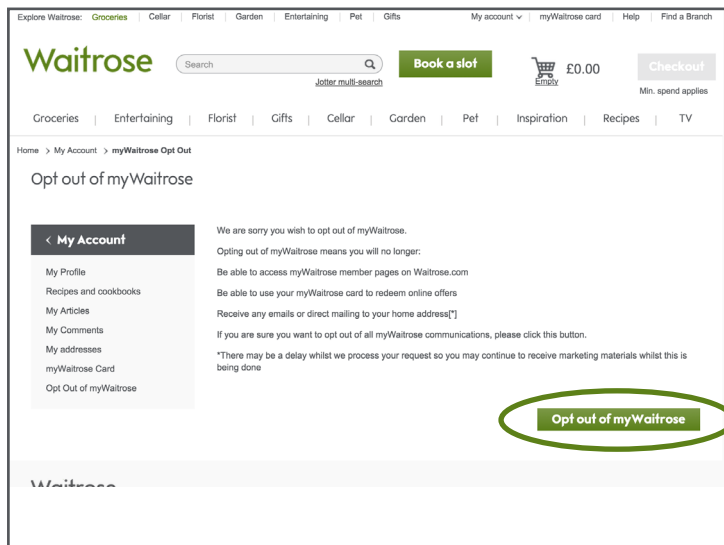 Explore Waitrose: Groceries Cellar Florist Garden Entertaining Pet Gifts My account myWaitrose card Help Find a Branch
Waitrose Search Book a slot £0.00 Checkout
Jotter multi-search Empty Min. spend applies
Groceries | Entertaining | Florist | Gifts | Cellar | Garden | Pet | Inspiration | Recipes | TV
Home > My Account > myWaitrose Opt Out
Opt out of myWaitrose
< My Account
My Profile
Recipes and cookbooks
My Articles
My Comments
My addresses
myWaitrose Card
Opt Out of myWaitrose
We are sorry you wish to opt out of myWaitrose.
Opting out of myWaitrose means you will no longer:
Be able to access myWaitrose member pages on Waitrose.com
Be able to use your myWaitrose card to redeem online offers
Receive any emails or direct mailing to your home address[*]
If you are sure you want to opt out of all myWaitrose communications, please click this button.
*There may be a delay whilst we process your request so you may continue to receive marketing materials whilst this is
being done
Opt out of myWaitrose
Waitrose